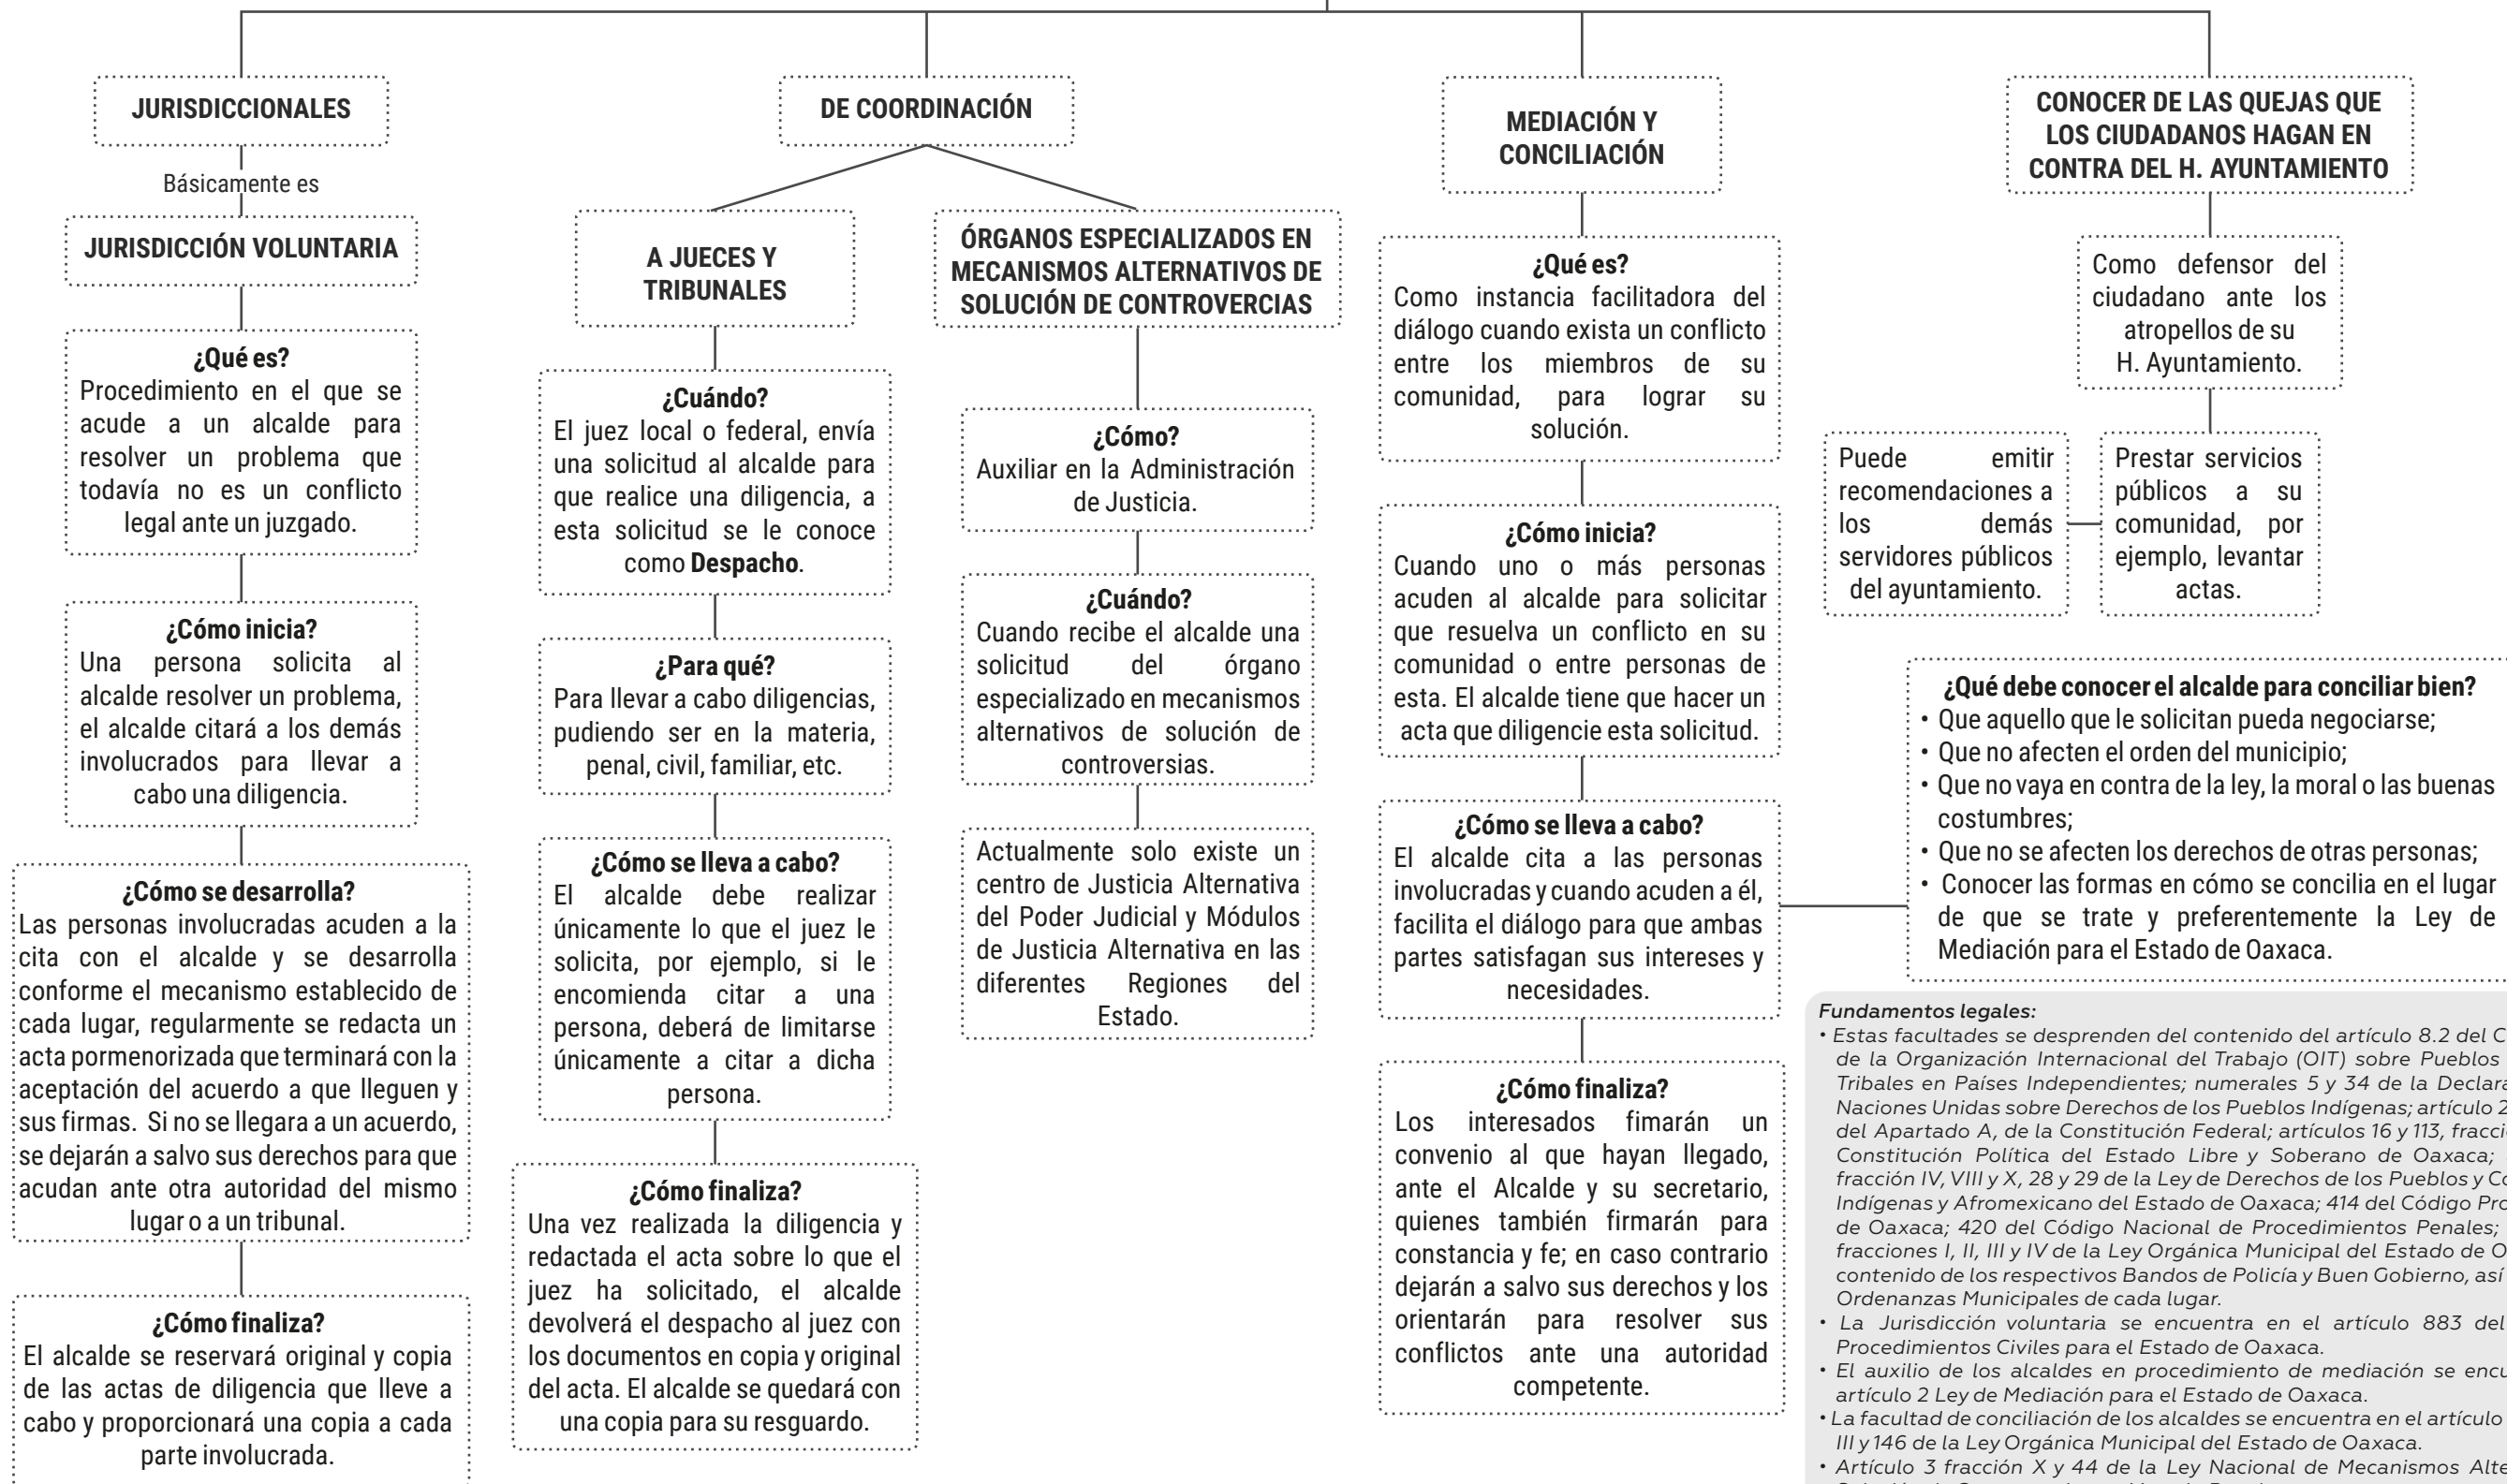 JURISDICCIONALES
Básicamente es
JURISDICCIÓN VOLUNTARIA
¿Qué es?
Procedimiento en el que se
acude a un alcalde para
resolver un problema que
todavía no es un conflicto
legal ante un juzgado.
¿Cómo inicia?
Una persona solicita al
alcalde resolver un problema,
el alcalde citará a los demás
involucrados para llevar a
cabo una diligencia.
¿Cómo se desarrolla?
Las personas involucradas acuden a la
cita con el alcalde y se desarrolla
conforme el mecanismo establecido de
cada lugar, regularmente se redacta un
acta pormenorizada que terminará con la
aceptación del acuerdo a que lleguen y
sus firmas. Si no se llegara a un acuerdo,
se dejarán a salvo sus derechos para que
acudan ante otra autoridad del mismo
lugar o a un tribunal.
¿Cómo finaliza?
El alcalde se reservará original y copia
de las actas de diligencia que lleve a
cabo y proporcionará una copia a cada
parte involucrada.
DE COORDINACIÓN
A JUECES Y
TRIBUNALES
¿Cuándo?
El juez local o federal, envía
una solicitud al alcalde para
que realice una diligencia, a
esta solicitud se le conoce
como Despacho.
¿Para qué?
Para llevar a cabo diligencias,
pudiendo ser en la materia,
penal, civil, familiar, etc.
¿Cómo se lleva a cabo?
El alcalde debe realizar
únicamente lo que el juez le
solicita, por ejemplo, si le
encomienda citar a una
persona, deberá de limitarse
únicamente a citar a dicha
persona.
¿Cómo finaliza?
Una vez realizada la diligencia y
redactada el acta sobre lo que el
juez ha solicitado, el alcalde
devolverá el despacho al juez con
los documentos en copia y original
del acta. El alcalde se quedará con
una copia para su resguardo.
ÓRGANOS ESPECIALIZADOS EN
MECANISMOS ALTERNATIVOS DE
SOLUCIÓN DE CONTROVERCIAS
¿Cómo?
Auxiliar en la Administración
de Justicia.
¿Cuándo?
Cuando recibe el alcalde una
solicitud del órgano
especializado en mecanismos
alternativos de solución de
controversias.
Actualmente solo existe un
centro de Justicia Alternativa
del Poder Judicial y Módulos
de Justicia Alternativa en las
diferentes Regiones del
Estado.
MEDIACIÓN Y
CONCILIACIÓN
¿Qué es?
Como instancia facilitadora del
diálogo cuando exista un conflicto
entre los miembros de su
comunidad, para lograr su
solución.
¿Cómo inicia?
Cuando uno o más personas
acuden al alcalde para solicitar
que resuelva un conflicto en su
comunidad o entre personas de
esta. El alcalde tiene que hacer un
acta que diligencie esta solicitud.
¿Cómo se lleva a cabo?
El alcalde cita a las personas
involucradas y cuando acuden a él,
facilita el diálogo para que ambas
partes satisfagan sus intereses y
necesidades.
¿Cómo finaliza?
Los interesados fimarán un
convenio al que hayan llegado,
ante el Alcalde y su secretario,
quienes también firmarán para
constancia y fe; en caso contrario
dejarán a salvo sus derechos y los
orientarán para resolver sus
conflictos ante una autoridad
competente.
CONOCER DE LAS QUEJAS QUE
LOS CIUDADANOS HAGAN EN
CONTRA DEL H. AYUNTAMIENTO
Como defensor del
ciudadano ante los
atropellos de su
H. Ayuntamiento.
Puede emitir
recomendaciones a
los demás
servidores públicos
del ayuntamiento.
Prestar servicios
públicos a su
comunidad, por
ejemplo, levantar
actas.
¿Qué debe conocer el alcalde para conciliar bien?
• Que aquello que le solicitan pueda negociarse;
• Que no afecten el orden del municipio;
• Que no vaya en contra de la ley, la moral o las buenas
costumbres;
• Que no se afecten los derechos de otras personas;
• Conocer las formas en cómo se concilia en el lugar
de que se trate y preferentemente la Ley de
Mediación para el Estado de Oaxaca.
Fundamentos legales:
• Estas facultades se desprenden del contenido del artículo 8.2 del
de la Organización Internacional del Trabajo (OIT) sobre Pueblos
Tribales en Países Independientes; numerales 5 y 34 de la
Naciones Unidas sobre Derechos de los Pueblos Indígenas; artículo
del Apartado A, de la Constitución Federal; artículos 16 y 113,
Constitución Política del Estado Libre y Soberano de Oaxaca;
fracción IV, VIII y X, 28 y 29 de la Ley de Derechos de los Pueblos y
Indígenas y Afromexicano del Estado de Oaxaca; 414 del Código
de Oaxaca; 420 del Código Nacional de Procedimientos Penales;
fracciones I, II, III y IV de la Ley Orgánica Municipal del Estado de
contenido de los respectivos Bandos de Policía y Buen Gobierno, así
Ordenanzas Municipales de cada lugar.
• La Jurisdicción voluntaria se encuentra en el artículo 883 del
Procedimientos Civiles para el Estado de Oaxaca.
• El auxilio de los alcaldes en procedimiento de mediación se
artículo 2 Ley de Mediación para el Estado de Oaxaca.
• La facultad de conciliación de los alcaldes se encuentra en el artículo
III y 146 de la Ley Orgánica Municipal del Estado de Oaxaca.
• Artículo 3 fracción X y 44 de la Ley Nacional de Mecanismos